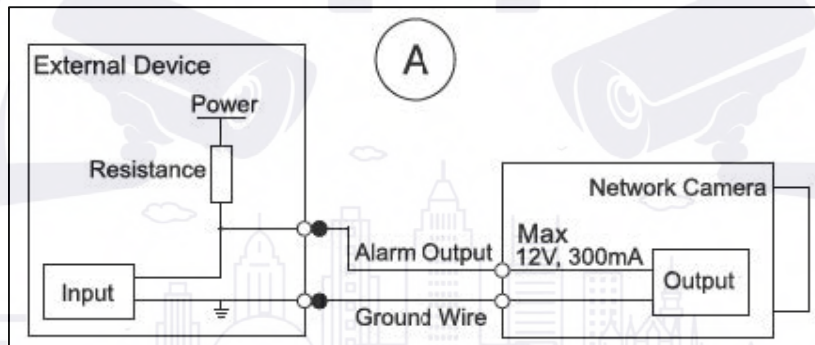 A
External Device
Power
Resistance
Network Camera
Max
12V, 300mA
Alarm Output
Output
Input
Ground Wire